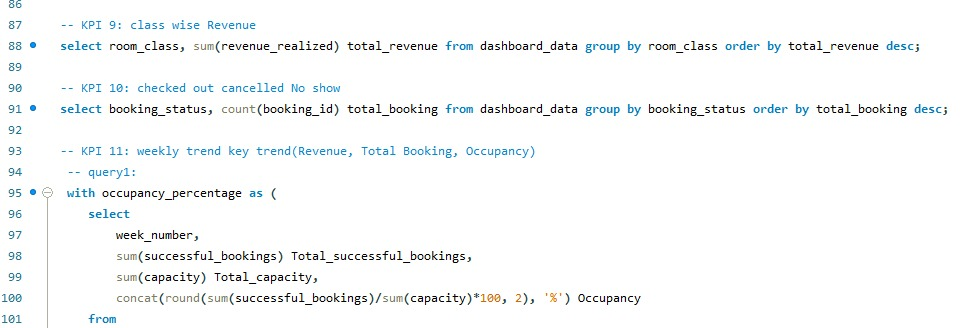 86
87 -- KPI 9: class wise Revenue
88 select room_class, sum(revenue_realized) total_revenue from dashboard_data group by room_class order by total_revenue desc;
89
90 -- KPI 10: checked out cancelled No show
91 select booking_status, count(booking_id) total_booking from dashboard_data group by booking_status order by total_booking desc;
92
93 -- KPI 11: weekly trend key trend(Revenue, Total Booking, Occupancy)
94 -- query1:
95 with occupancy_percentage as (
96 select
97 week_number,
98 sum(successful_bookings) Total_successful_bookings,
99 sum(capacity) Total_capacity,
100 concat(round(sum(successful_bookings)/sum(capacity)*100, 2), '%') Occupancy
101 from